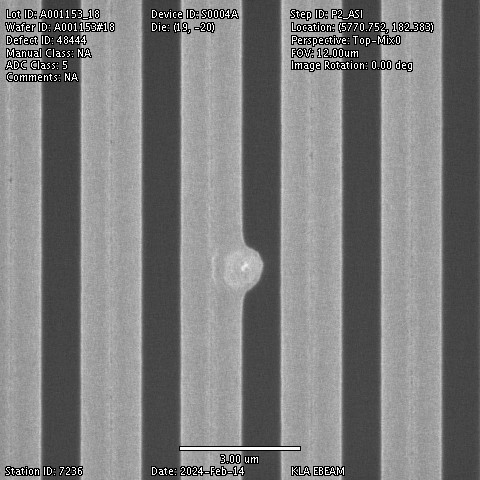 Lot ID: A001153_18
Device ID: S0004A
Step ID: P2_ASI
Wafer ID: A001153#18
Die: (13, -20)
Location: (5770.752, 182.383)
Defect ID: 48444
Perspective: Top-Mix0
Manual Class: NA
FOV: 12.00um
ADC Class: 5
Image Rotation: 0.00 deg
Comments: NA
3.00 um
Station ID: 7236
Date: 2024-Feb-14
KLA EBEAM